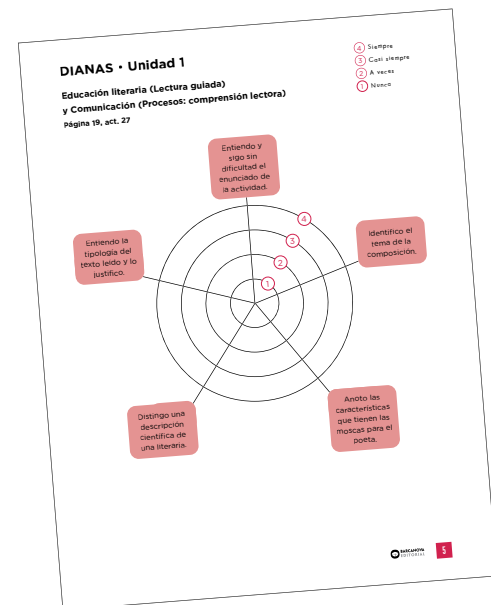 DIANAS • Unidad 1
Educación literaria (Lectura guiada)
y Comunicación (Procesos: comprensión lectora)
Página 19, act. 27
4 Siempre
3 Casi siempre
2 A veces
1 Nunca
Entiendo y
sigo sin
dificultad el
enunciado de
la actividad.
Identifico el
tema de la
composición.
Anoto las
características
que tienen las
moscas para el
poeta.
Distingo una
descripción
científica de
una literaria.
Entiendo la
tipología del
texto leído y lo
justifico.
4
3
2
1
BARCANOVA
EDITORIAL
5